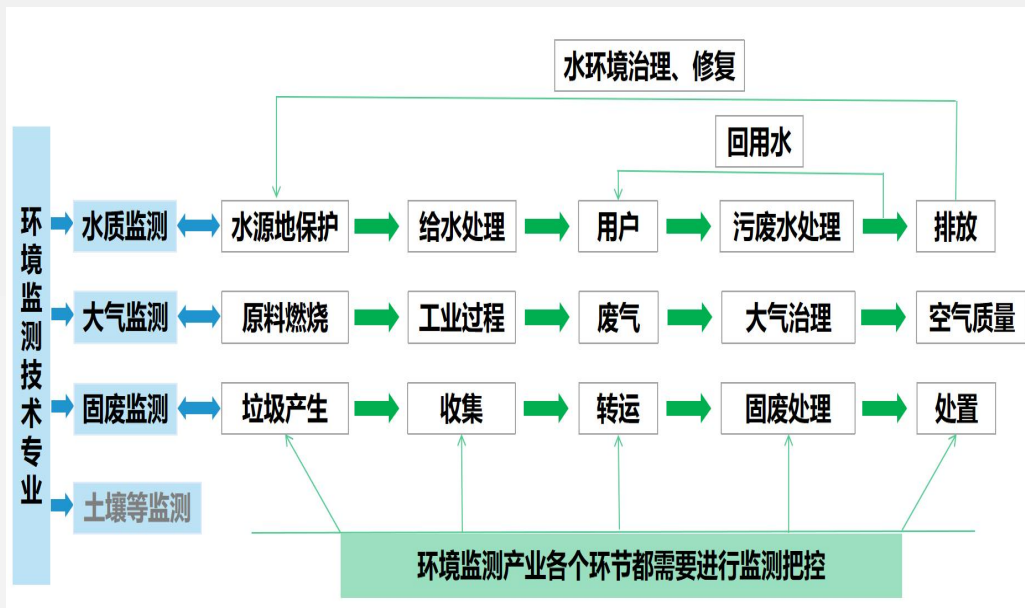 水环境治理、修复
回用水
环境监测技术专业
水质监测
水源地保护
给水处理
用户
污废水处理
排放
大气监测
原料燃烧
工业过程
废气
大气治理
空气质量
固废监测
垃圾产生
收集
转运
固废处理
处置
土壤等监测
环境监测产业各个环节都需要进行监测把控